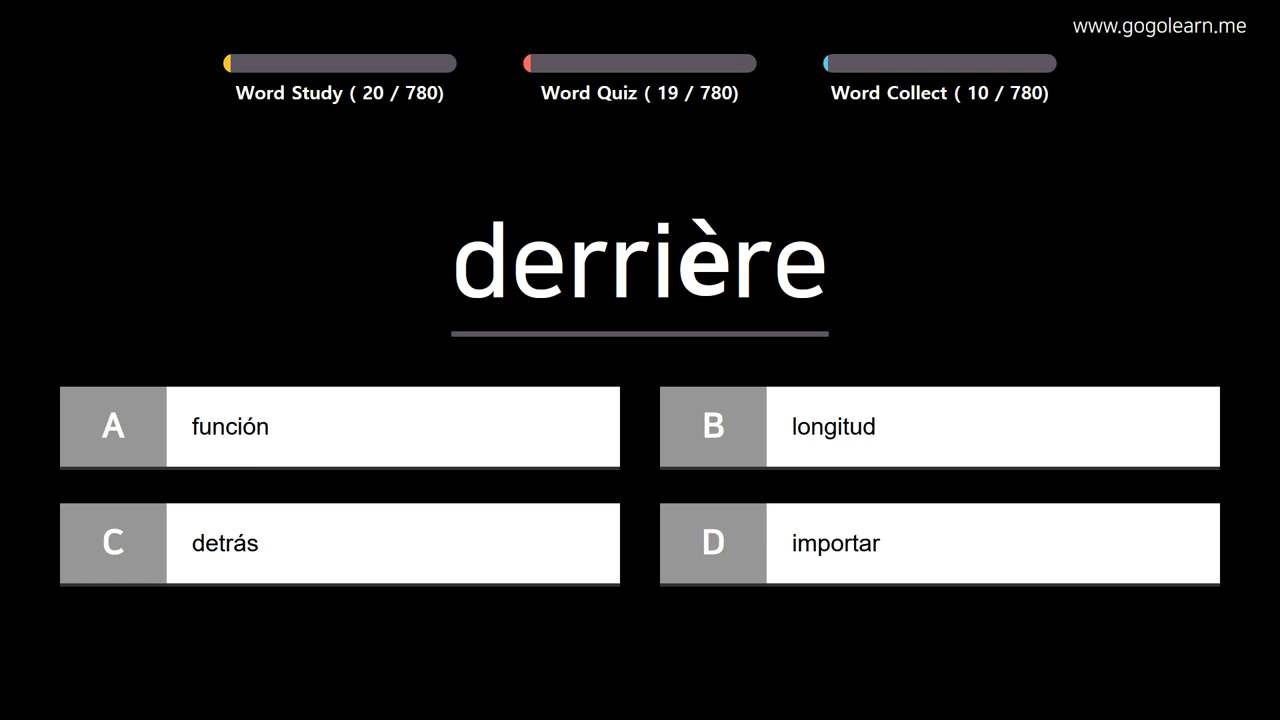 www.gogolearn.me
Word Study ( 20 / 780)
Word Quiz ( 19 / 780)
Word Collect ( 10 / 780)
derrière
A función
B longitud
C detrás
D importar